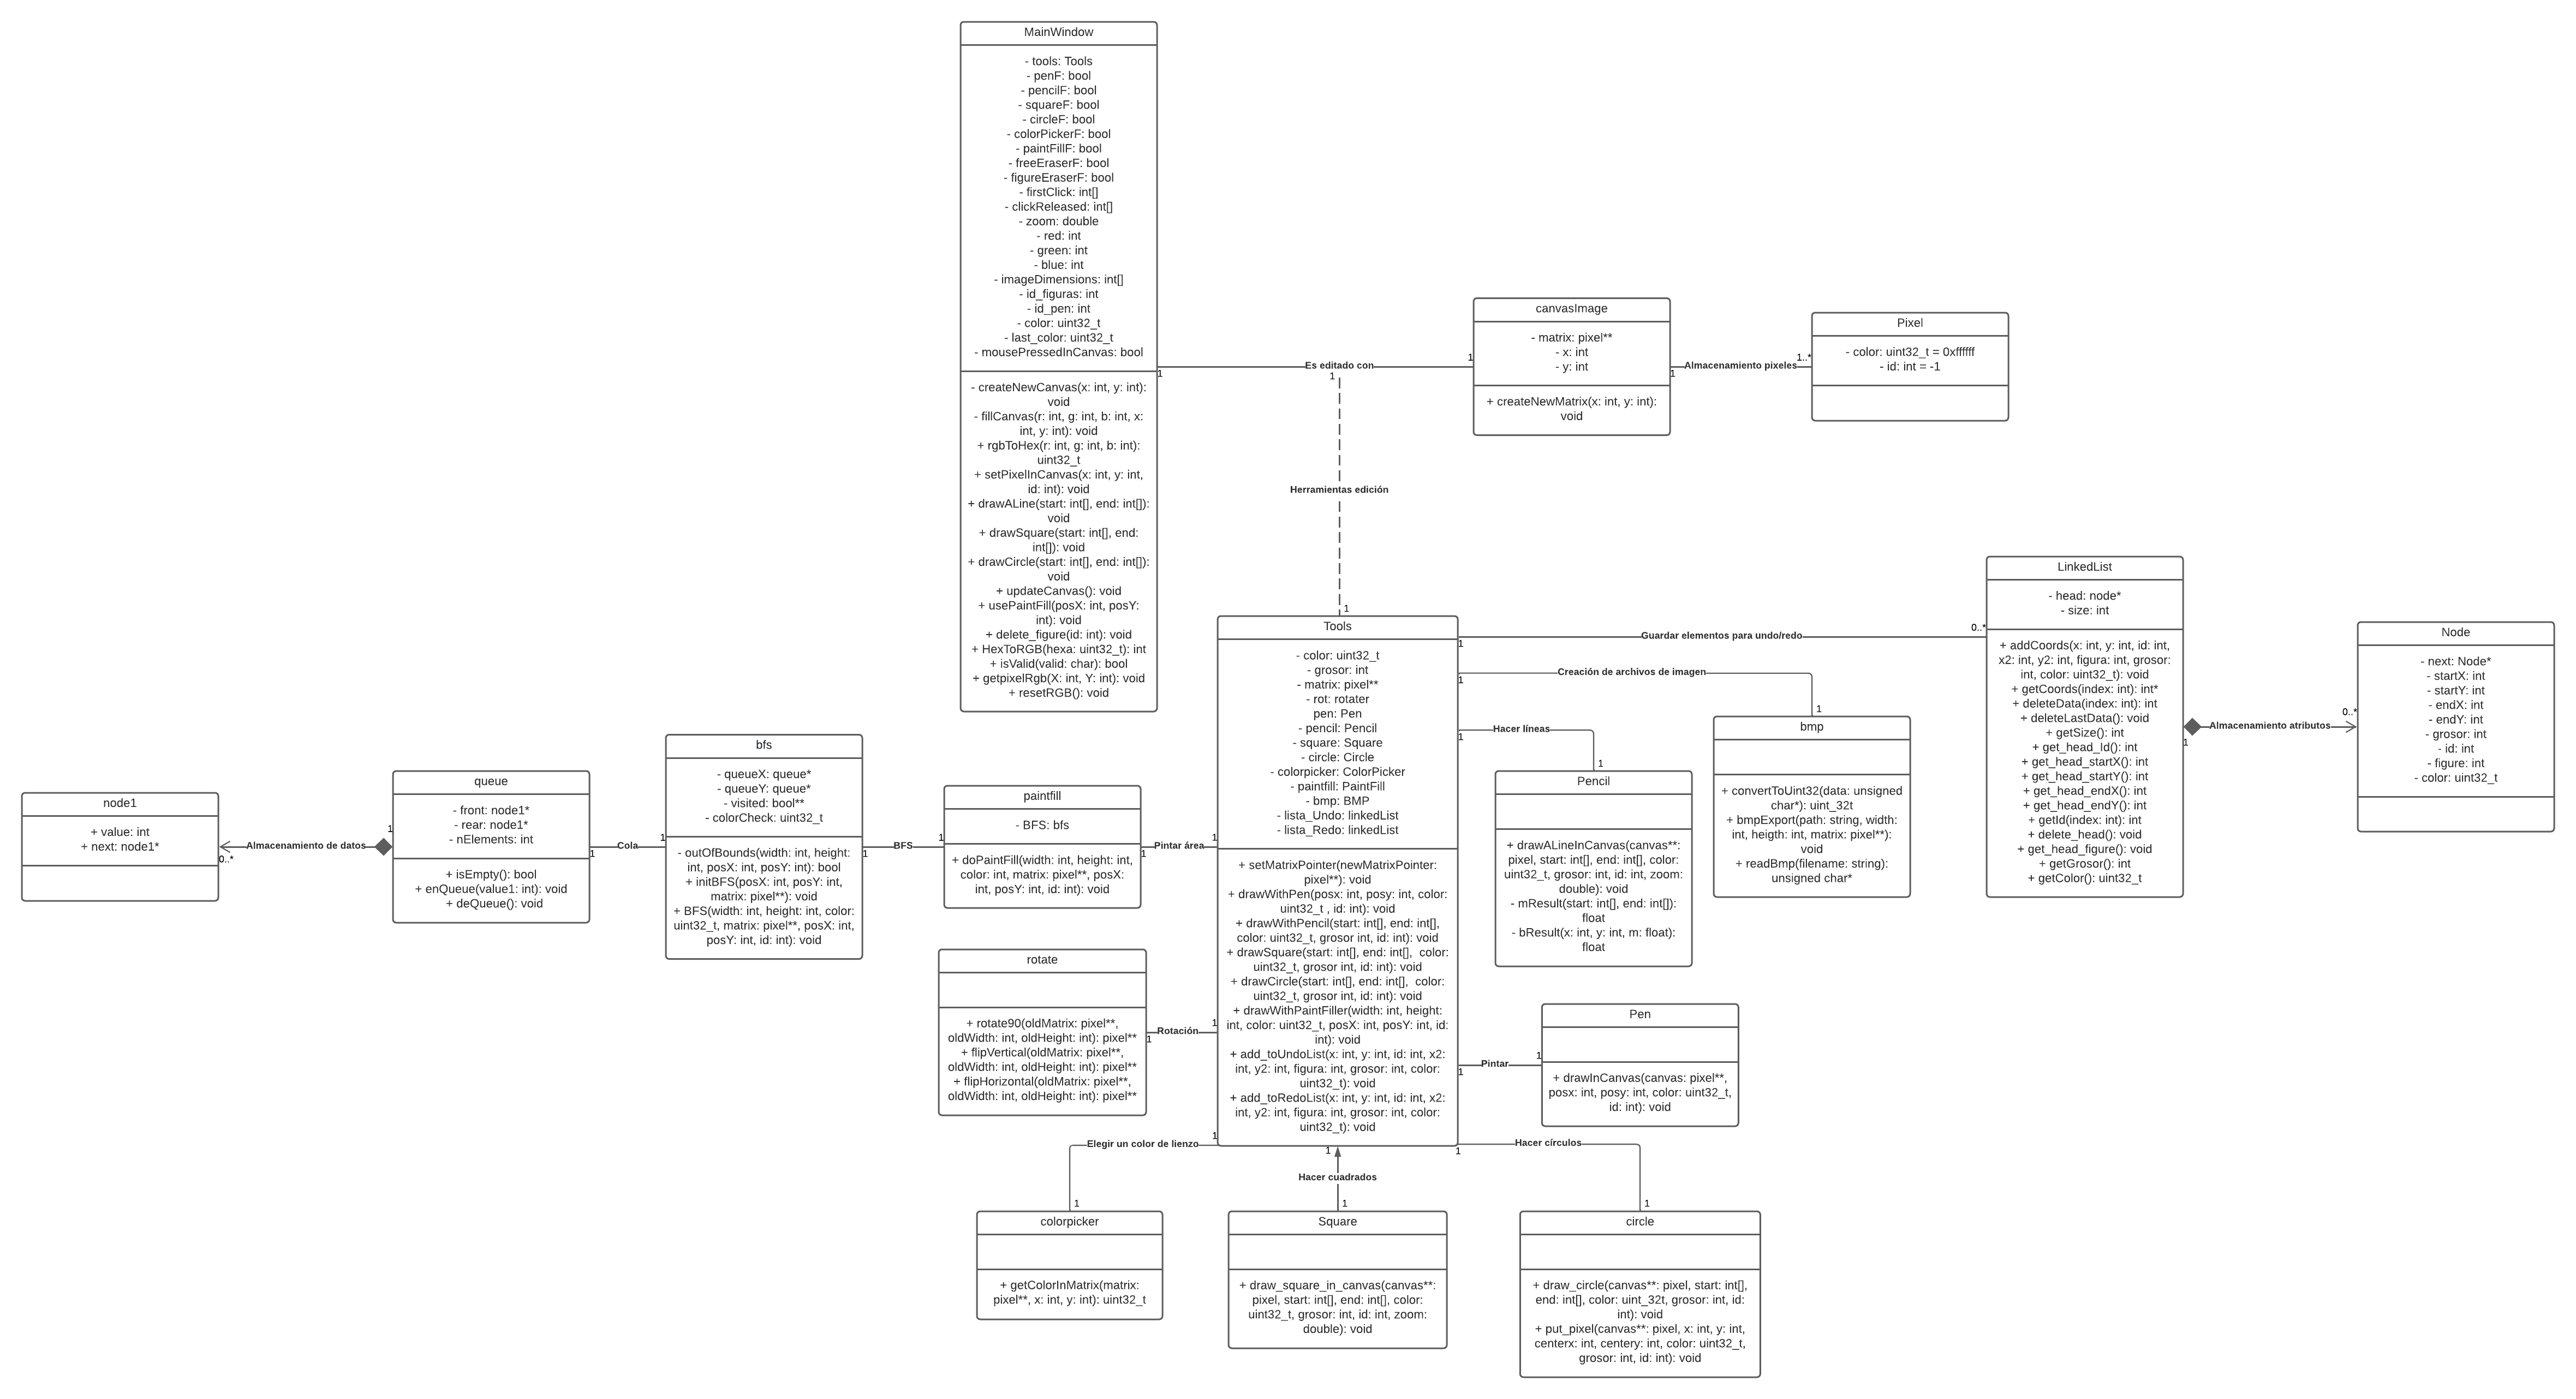 MainWindow
- tools: Tools
- penF: bool
- pencilF: bool
- squareF: bool
- circleF: bool
- colorPickerF: bool
- paintFillF: bool
- freeEraserF: bool
- figureEraserF: bool
- firstClick: int[]
- clickReleased: int[]
- zoom: double
- red: int
- green: int
- blue: int
- imageDimensions: int[]
- id_figuras: int
- id_pen: int
- color: uint32_t
- last_color: uint32_t
- mousePressedInCanvas: bool
- createNewCanvas(x: int, y: int):
void
- fillCanvas(r: int, g: int, b: int, x:
int, y: int): void
+ rgbToHex(r: int, g: int, b: int):
uint32_t
+ setPixelInCanvas(x: int, y: int,
id: int): void
+ drawALine(start: int[], end: int[]):
void
+ drawSquare(start: int[], end:
int[]): void
+ drawCircle(start: int[], end: int[]):
void
+ updateCanvas(): void
+ usePaintFill(posX: int, posY:
int): void
+ delete_figure(id: int): void
+ HexToRGB(hexa: uint32_t): int
+ isValid(valid: char): bool
+ getpixelRgb(X: int, Y: int): void
+ resetRGB(): void
1
Es editado con
1
1
Herramientas edición
1
canvasImage
- matrix: pixel**
- x: int
- y: int
+ createNewMatrix(x: int, y: int):
void
1
Almacenamiento pixeles
1..*
Pixel
- color: uint32_t = 0xffffff
- id: int = -1
Tools
- color: uint32_t
- grosor: int
- matrix: pixel**
- rot: rotater
pen: Pen
- pencil: Pencil
- square: Square
- circle: Circle
- colorpicker: ColorPicker
- paintfill: PaintFill
- bmp: BMP
- lista_Undo: linkedList
- lista_Redo: linkedList
+ setMatrixPointer(newMatrixPointer:
pixel**): void
+ drawWithPen(posx: int, posy: int, color:
uint32_t , id: int): void
+ drawWithPencil(start: int[], end: int[],
color: uint32_t, grosor int, id: int): void
+ drawSquare(start: int[], end: int[],  color:
uint32_t, grosor int, id: int): void
+ drawCircle(start: int[], end: int[],  color:
uint32_t, grosor int, id: int): void
+ drawWithPaintFiller(width: int, height:
int, color: uint32_t, posX: int, posY: int, id:
int): void
+ add_toUndoList(x: int, y: int, id: int, x2:
int, y2: int, figura: int, grosor: int, color:
uint32_t): void
+ add_toRedoList(x: int, y: int, id: int, x2:
int, y2: int, figura: int, grosor: int, color:
uint32_t): void
1
Guardar elementos para undo/redo
0..*
LinkedList
- head: node*
- size: int
+ addCoords(x: int, y: int, id: int,
x2: int, y2: int, figura: int, grosor:
int, color: uint32_t): void
+ getCoords(index: int): int*
+ deleteData(index: int): int
+ deleteLastData(): void
+ getSize(): int
+ get_head_Id(): int
+ get_head_startX(): int
+ get_head_startY(): int
+ get_head_endX(): int
+ get_head_endY(): int
+ getId(index: int): int
+ delete_head(): void
+ get_head_figure(): void
+ getGrosor(): int
+ getColor(): uint32_t
1
Almacenamiento atributos
0..*
Node
- next: Node*
- startX: int
- startY: int
- endX: int
- endY: int
- grosor: int
- id: int
- figure: int
- color: uint32_t
1
Creación de archivos de imagen
1
bmp
+ convertToUint32(data: unsigned
char*): uint_32t
+ bmpExport(path: string, width:
int, heigth: int, matrix: pixel**):
void
+ readBmp(filename: string):
unsigned char*
1
Hacer líneas
1
Pencil
+ drawALineInCanvas(canvas**:
pixel, start: int[], end: int[], color:
uint32_t, grosor: int, id: int, zoom:
double): void
- mResult(start: int[], end: int[]):
float
- bResult(x: int, y: int, m: float):
float
node1
+ value: int
+ next: node1*
0..*
Almacenamiento de datos
1
queue
- front: node1*
- rear: node1*
- nElements: int
+ isEmpty(): bool
+ enQueue(value1: int): void
+ deQueue(): void
1
Cola
1
bfs
- queueX: queue*
- queueY: queue*
- visited: bool**
- colorCheck: uint32_t
- outOfBounds(width: int, height:
int, posX: int, posY: int): bool
+ initBFS(posX: int, posY: int,
matrix: pixel**): void
+ BFS(width: int, height: int, color:
uint32_t, matrix: pixel**, posX: int,
posY: int, id: int): void
1
BFS
1
paintfill
- BFS: bfs
+ doPaintFill(width: int, height: int,
color: int, matrix: pixel**, posX:
int, posY: int, id: int): void
1
Pintar área
1
rotate
+ rotate90(oldMatrix: pixel**,
oldWidth: int, oldHeight: int): pixel**
+ flipVertical(oldMatrix: pixel**,
oldWidth: int, oldHeight: int): pixel**
+ flipHorizontal(oldMatrix: pixel**,
oldWidth: int, oldHeight: int): pixel**
1
Rotación
1
1
Pintar
1
Pen
+ drawInCanvas(canvas: pixel**,
posx: int, posy: int, color: uint32_t,
id: int): void
1
Elegir un color de lienzo
1
colorpicker
+ getColorInMatrix(matrix:
pixel**, x: int, y: int): uint32_t
1
Hacer cuadrados
1
Square
+ draw_square_in_canvas(canvas**:
pixel, start: int[], end: int[], color:
uint32_t, grosor: int, id: int, zoom:
double): void
1
Hacer círculos
1
circle
+ draw_circle(canvas**: pixel, start: int[],
end: int[], color: uint_32t, grosor: int, id:
int): void
+ put_pixel(canvas**: pixel, x: int, y: int,
centerx: int, centery: int, color: uint32_t,
grosor: int, id: int): void